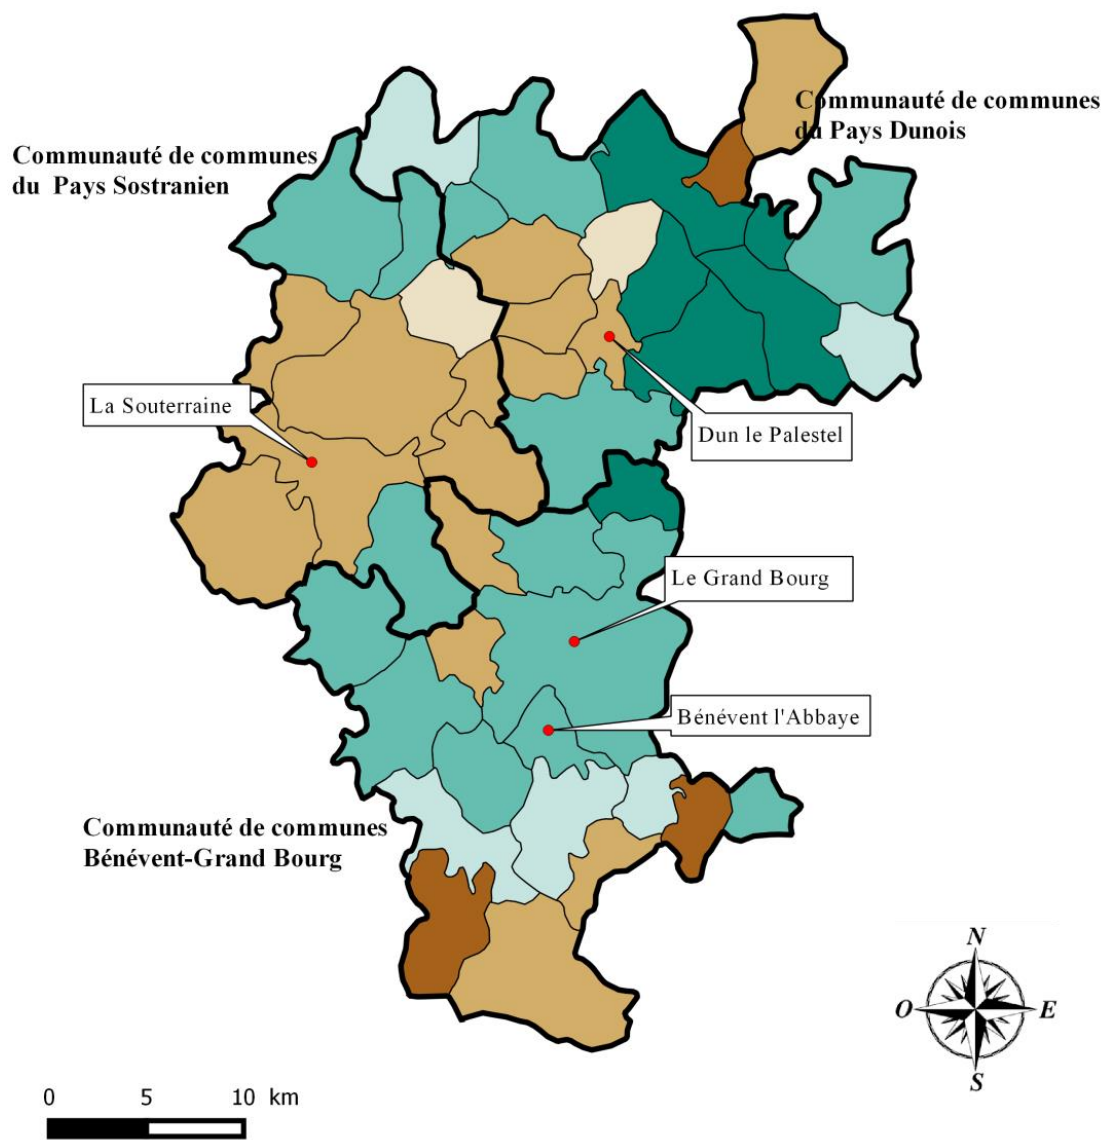 Communauté de communes
du Pays Dunois
Communauté de communes
du Pays Sostranien
La Souterraine
Dun le Palestel
Le Grand Bourg
Bénévent l'Abbaye
Communauté de communes
Bénévent-Grand Bourg
N
O
E
S
0 5 10 km